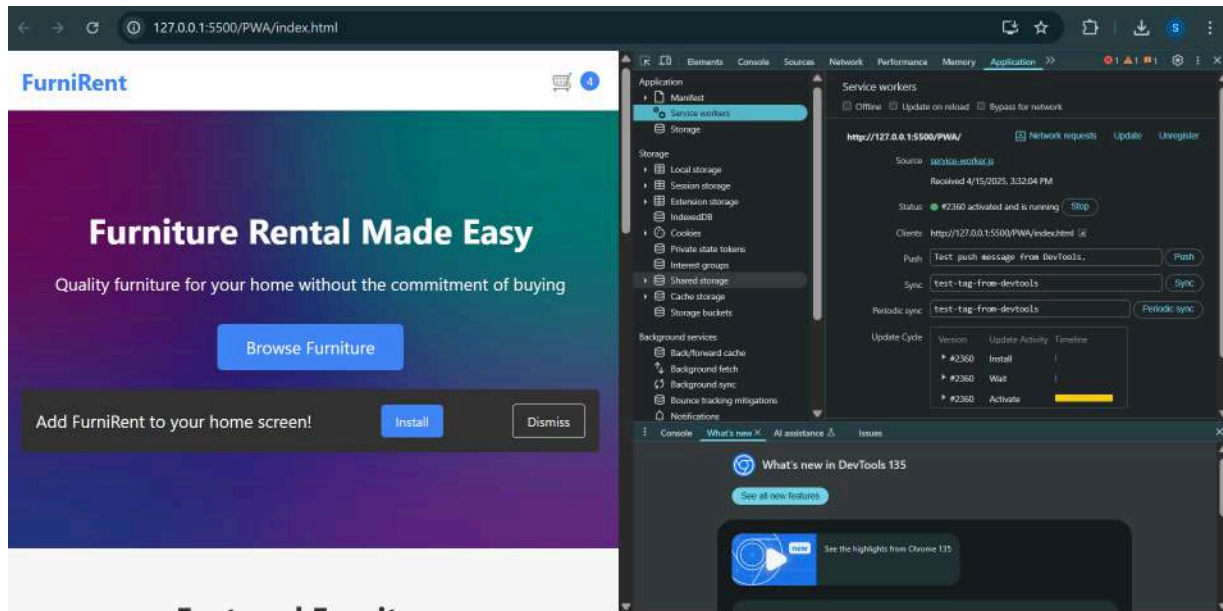 127.0.0.1:5500/PWA/index.html
S
FurniRent
4
Furniture Rental Made Easy
Quality furniture for your home without the commitment of buying
Browse Furniture
Add FurniRent to your home screen!
Install
Dismiss
Elements Console Sources Network Performance Memory Application
1 1 1
Application
Manifest
Service workers
Storage
Storage
Local storage
Session storage
Extension storage
IndexedDB
Cookies
Private state tokens
Interest groups
Shared storage
Cache storage
Storage buckets
Background services
Back/forward cache
Background fetch
Background sync
Bounce tracking mitigations
Notifications
Service workers
Offline Update on reload Bypass for network
http://127.0.0.1:5500/PWA/ Network requests Update Unregister
Source service-worker.js
Received 4/15/2025, 3:32:04 PM
Status #2360 activated and is running Stop
Clients http://127.0.0.1:5500/PWA/index.html
Push Test push message from DevTools. Push
Sync test-tag-from-devtools Sync
Periodic sync test-tag-from-devtools Periodic sync
Update Cycle Version Update Activity Timeline
#2360 Install
#2360 Wait
#2360 Activate
Console What's new AI assistance Issues
What's new in DevTools 135
See all new features
new
See the highlights from Chrome 135